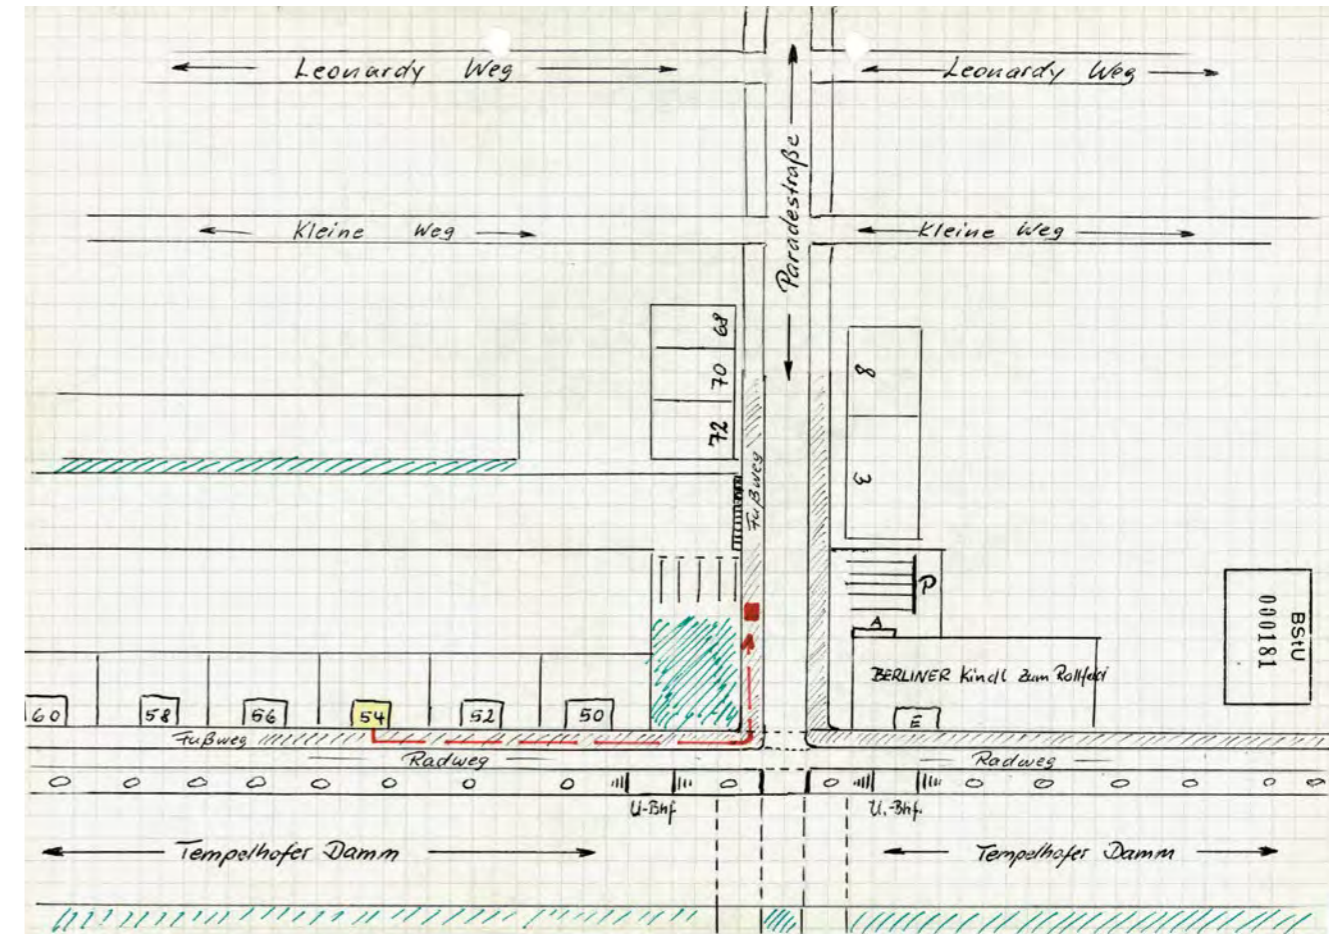 Leonardy Weg
Leonardy Weg
Paradestraße
Kleine Weg
Kleine Weg
68
70
72
8
3
Fußweg
P
A
BERLINER Kindl Zum Rollfeld
E
BStU
000181
60
58
56
54
52
50
Fußweg
Radweg
Radweg
U-Bhf
U.-Bhf.
Tempelhofer Damm
Tempelhofer Damm